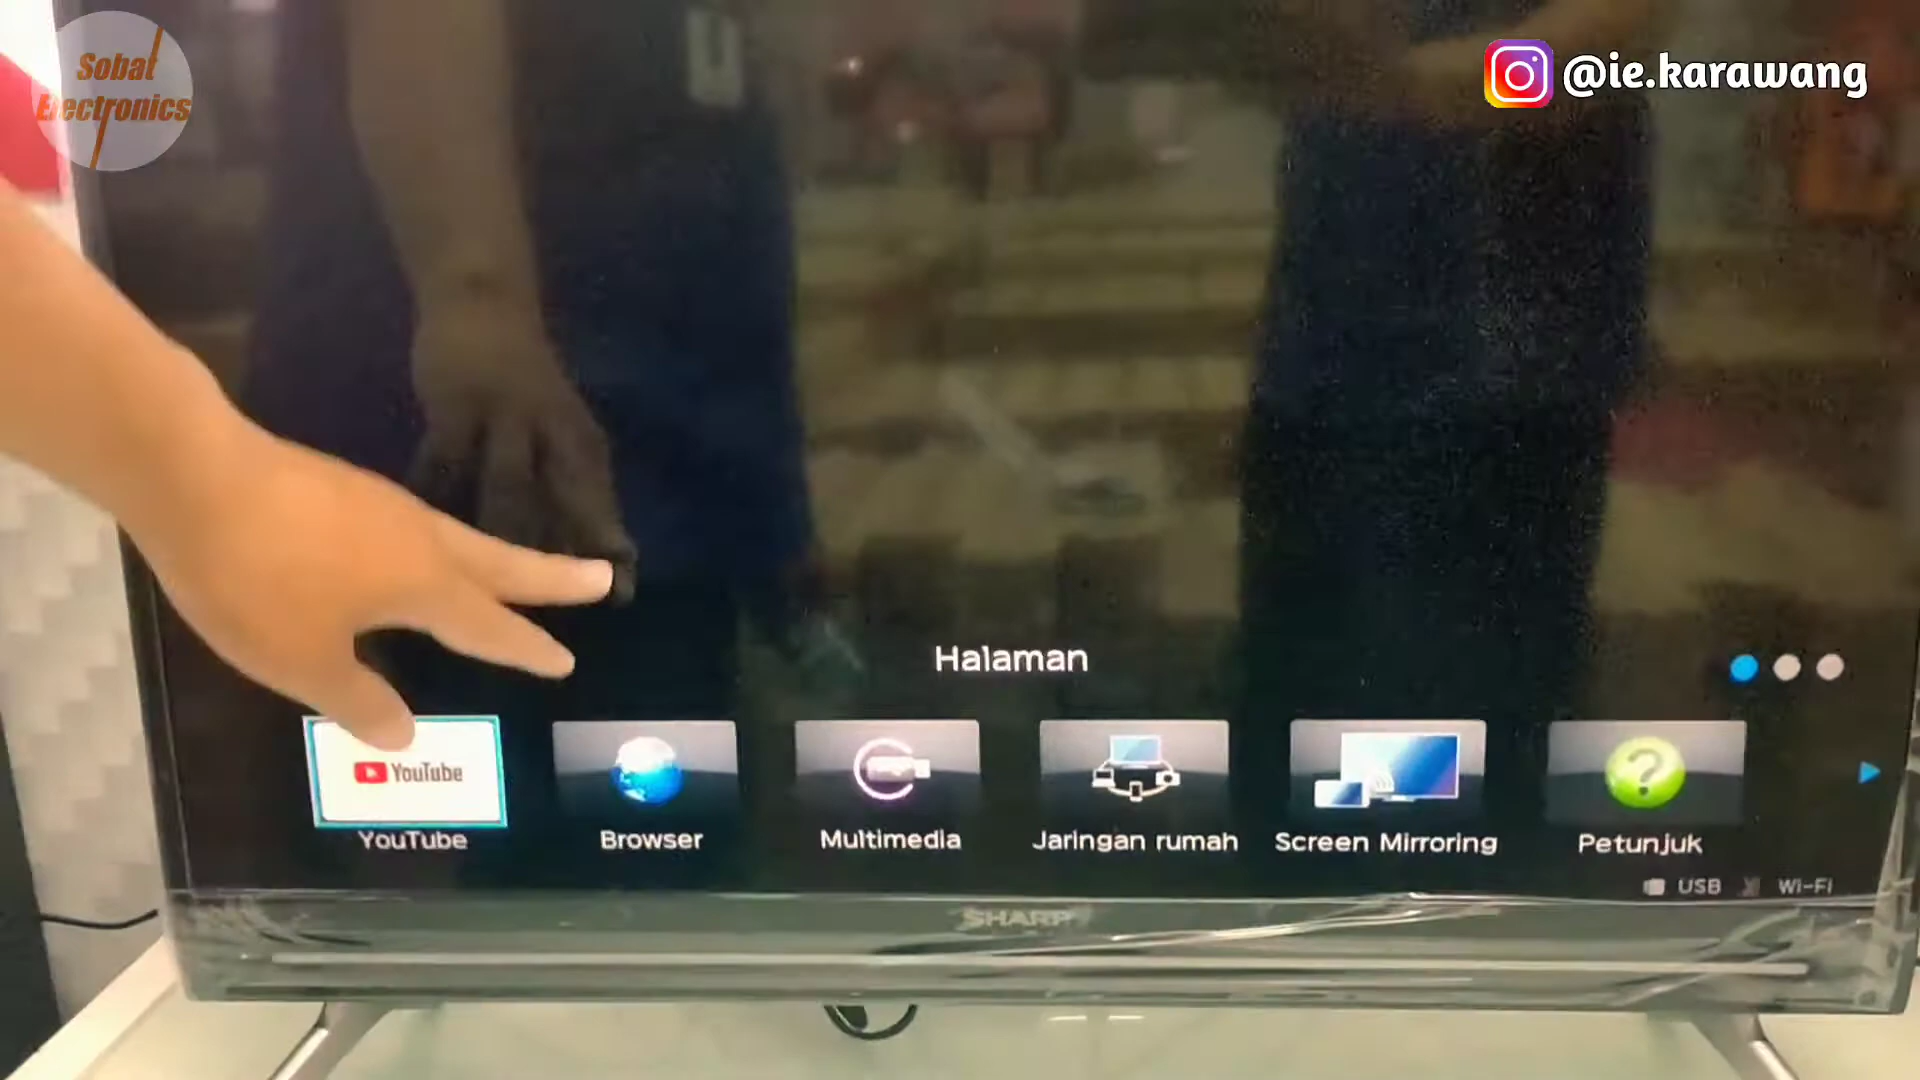 Sobat
Electronics
@ie.karawang
Halaman
YouTube
YouTube
Browser
Multimedia
Jaringan rumah
Screen Mirroring
Petunjuk
USB
Wi-Fi
SHARP